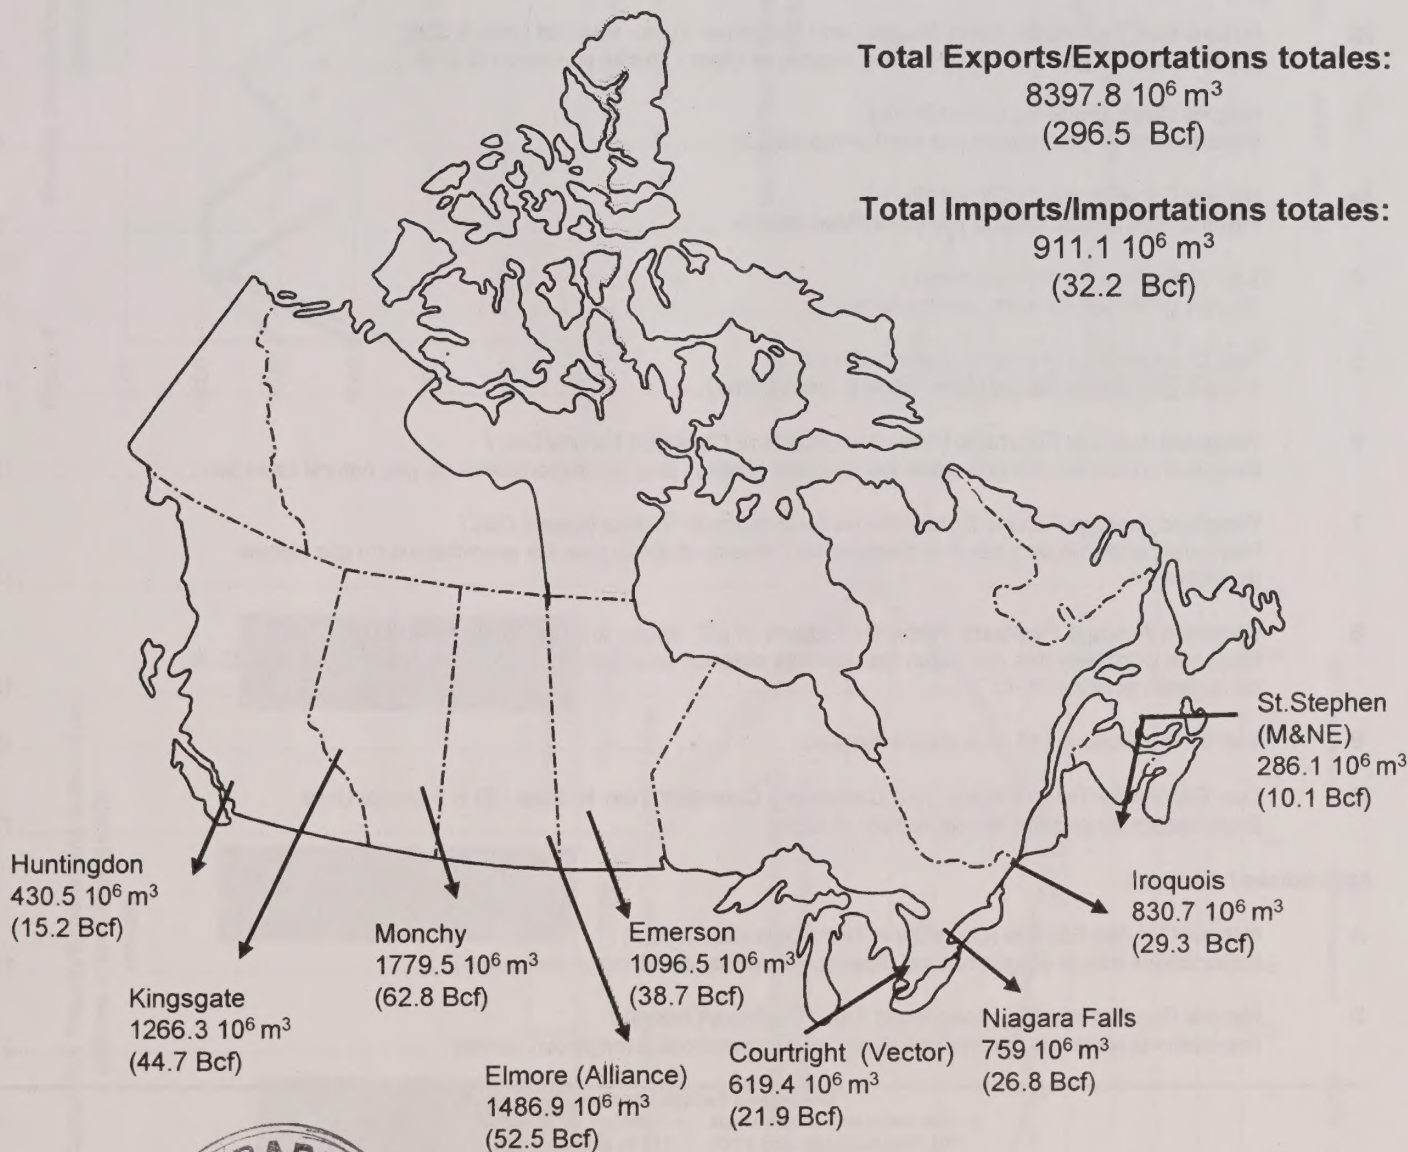 Total Exports/Exportations totales:
8397.8 10⁶ m³
(296.5 Bcf)
Total Imports/Importations totales:
911.1 10⁶ m³
(32.2 Bcf)
St.Stephen
(M&NE)
286.1 10⁶ m³
(10.1 Bcf)
Huntingdon
430.5 10⁶ m³
(15.2 Bcf)
Iroquois
830.7 10⁶ m³
(29.3 Bcf)
Monchy
1779.5 10⁶ m³
(62.8 Bcf)
Emerson
1096.5 10⁶ m³
(38.7 Bcf)
Kingsgate
1266.3 10⁶ m³
(44.7 Bcf)
Niagara Falls
759 10⁶ m³
(26.8 Bcf)
Courtright (Vector)
619.4 10⁶ m³
(21.9 Bcf)
Elmore (Alliance)
1486.9 10⁶ m³
(52.5 Bcf)